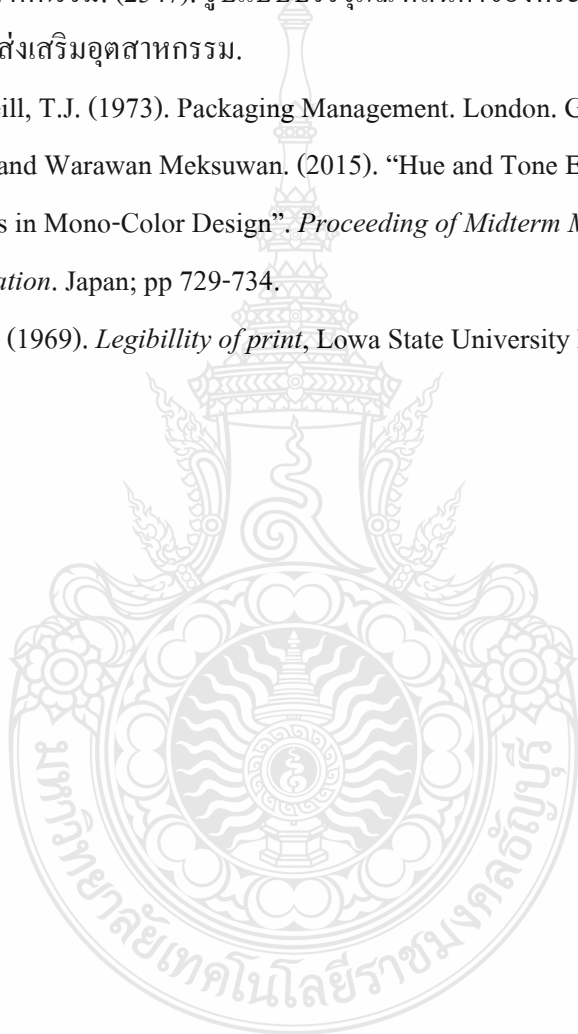 ส่งเสริมอุตสาหกรรม.
ill, T.J. (1973). Packaging Management. London. G
and Warawan Meksuwan. (2015). “Hue and Tone E
s in Mono-Color Design”. Proceeding of Midterm M
ation. Japan; pp 729-734.
(1969). Legibillity of print, Lowa State University
มหาวิทยาลัยเทคโนโลยีราชมงคลธัญบุรี